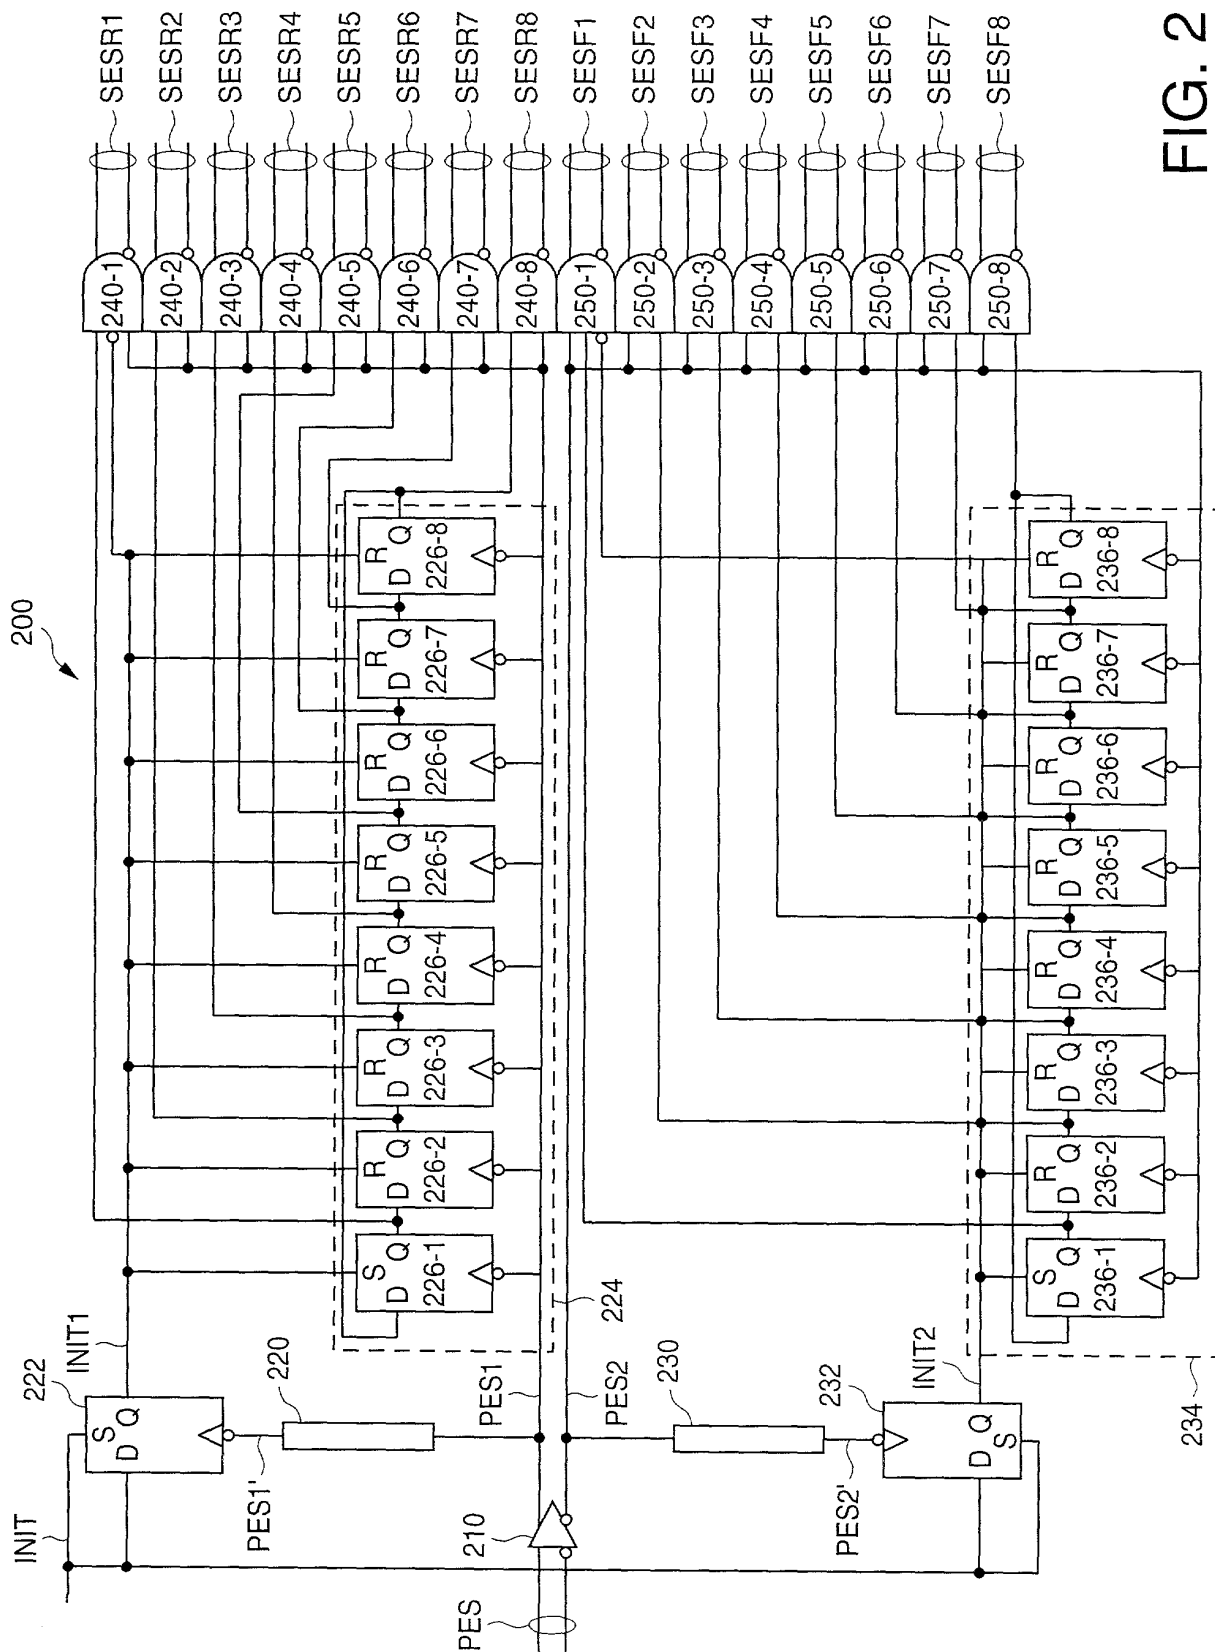 FIG. 2
200
SESR1
SESR2
SESR3
SESR4
SESR5
SESR6
SESR7
SESR8
SESF1
SESF2
SESF3
SESF4
SESF5
SESF6
SESF7
SESF8
240-1
240-2
240-3
240-4
240-5
240-6
240-7
240-8
250-1
250-2
250-3
250-4
250-5
250-6
250-7
250-8
INIT
222
S
D Q
INIT1
PES1'
220
PES
210
PES1
PES2
224
S
D Q
226-1
R
D Q
226-2
R
D Q
226-3
R
D Q
226-4
R
D Q
226-5
R
D Q
226-6
R
D Q
226-7
R
D Q
226-8
230
PES2'
232
D Q
S
INIT2
234
S
D Q
236-1
R
D Q
236-2
R
D Q
236-3
R
D Q
236-4
R
D Q
236-5
R
D Q
236-6
R
D Q
236-7
R
D Q
236-8